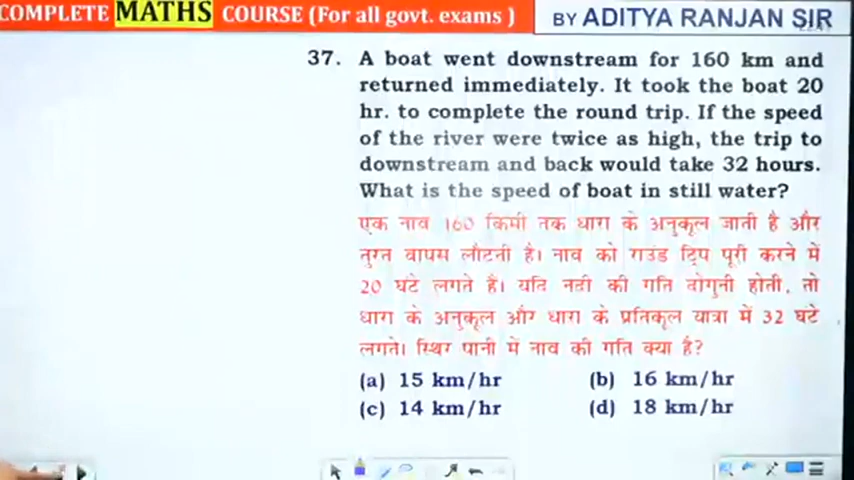 COMPLETE MATHS COURSE (For all govt. exams ) BY ADITYA RANJAN SIR
37. A boat went downstream for 160 km and
returned immediately. It took the boat 20
hr. to complete the round trip. If the speed
of the river were twice as high, the trip to
downstream and back would take 32 hours.
What is the speed of boat in still water?
एक नाव 160 किमी तक धारा के अनुकूल जाती है और
तुरन्त वापस लौटती है। नाव को राउंड ट्रिप पूरी करने में
20 घंटे लगते हैं। यदि नदी की गति दोगुनी होती, तो
धारा के अनुकूल और धारा के प्रतिकूल यात्रा में 32 घंटे
लगते। स्थिर पानी में नाव की गति क्या है?
(a) 15 km/hr (b) 16 km/hr
(c) 14 km/hr (d) 18 km/hr